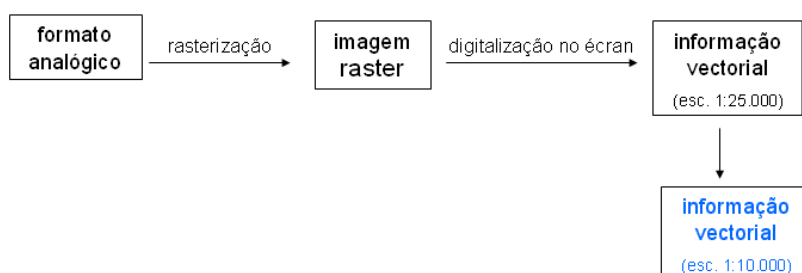 formato
analógico
rasterização
imagem
raster
digitalização no écran
informação
vectorial
(esc. 1:25.000)
informação
vectorial
(esc. 1:10.000)